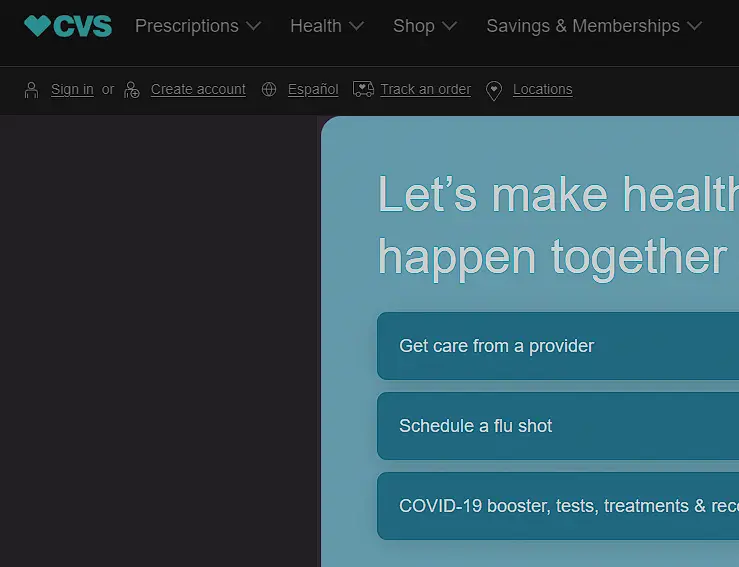 CVS Prescriptions Health Shop Savings & Memberships
Sign in or Create account Español Track an order Locations
Let's make health
happen together
Get care from a provider
Schedule a flu shot
COVID-19 booster, tests, treatments & rec